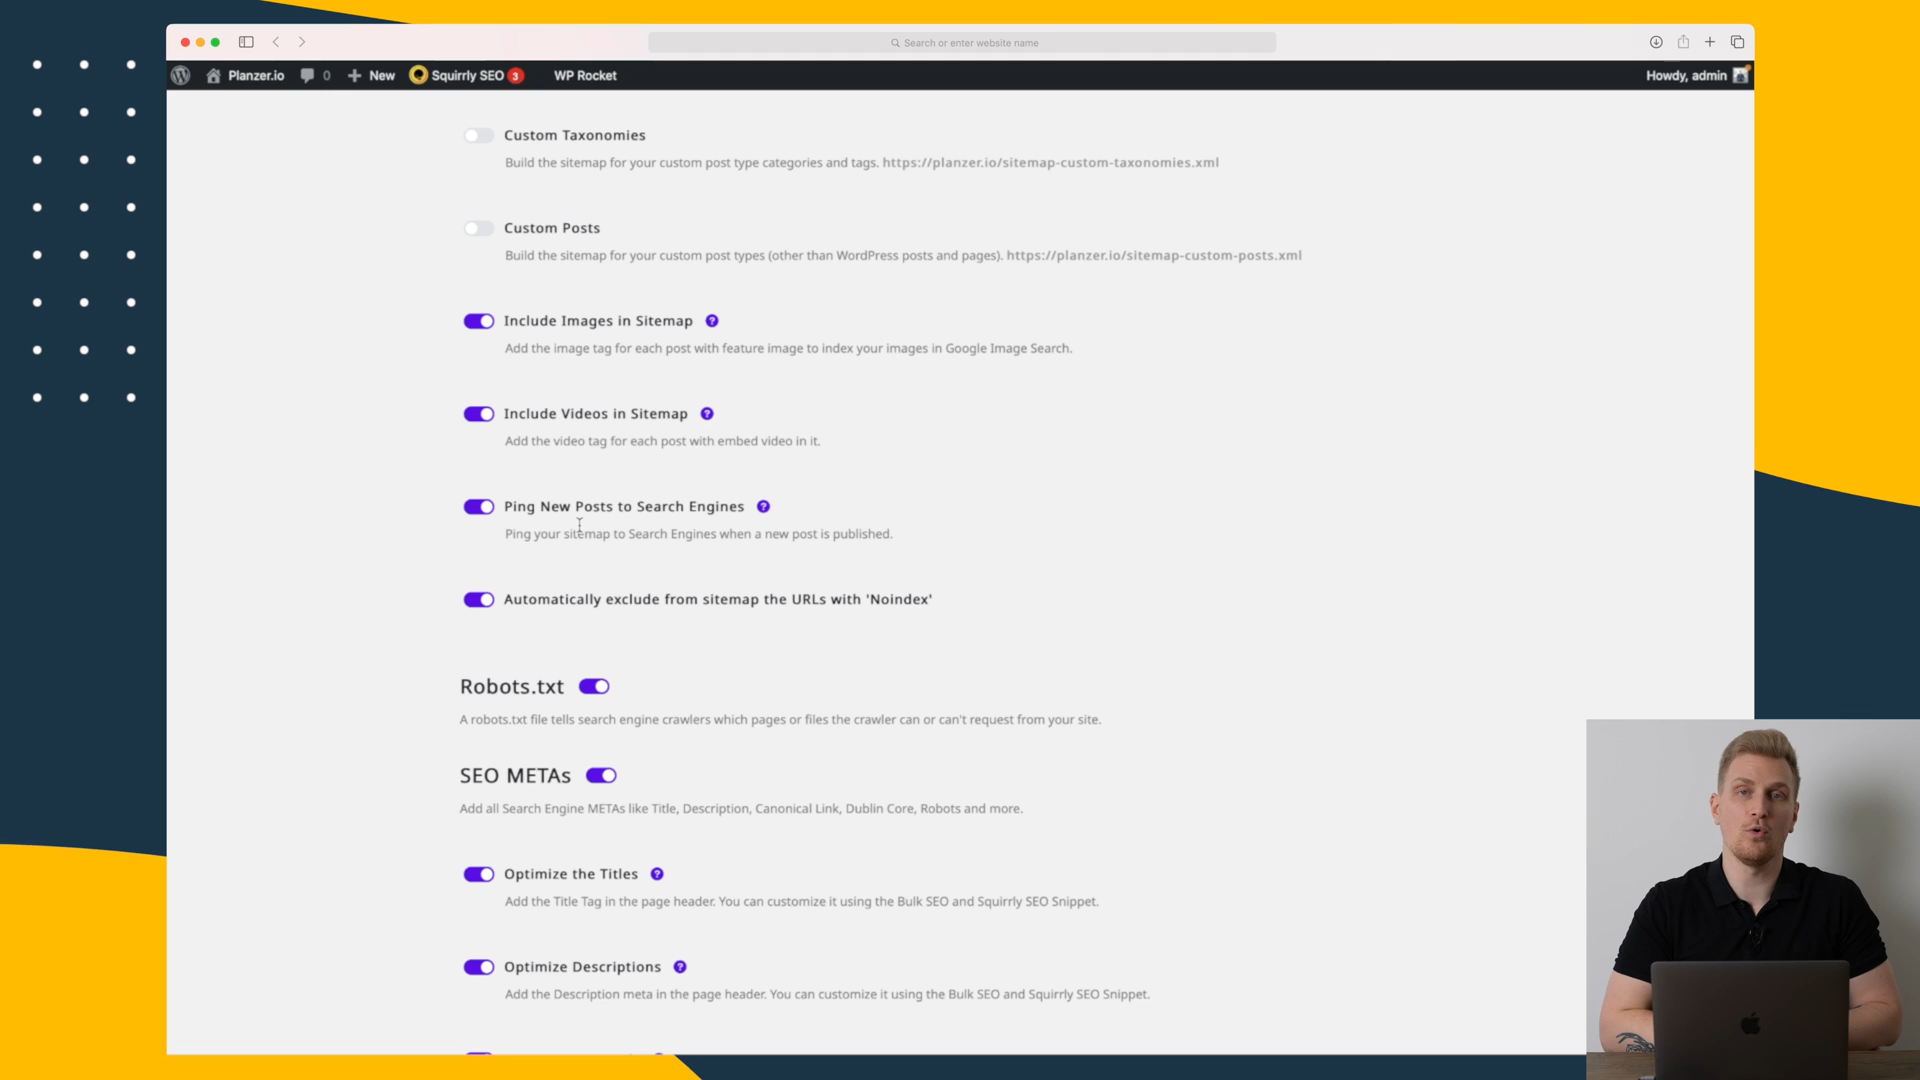 Search or enter website name
Planzer.io 0 New Squirrly SEO 3 WP Rocket Howdy, admin
Custom Taxonomies
Build the sitemap for your custom post type categories and tags. https://planzer.io/sitemap-custom-taxonomies.xml
Custom Posts
Build the sitemap for your custom post types (other than WordPress posts and pages). https://planzer.io/sitemap-custom-posts.xml
Include Images in Sitemap ?
Add the image tag for each post with feature image to index your images in Google Image Search.
Include Videos in Sitemap ?
Add the video tag for each post with embed video in it.
Ping New Posts to Search Engines ?
Ping your sitemap to Search Engines when a new post is published.
Automatically exclude from sitemap the URLs with 'Noindex'
Robots.txt
A robots.txt file tells search engine crawlers which pages or files the crawler can or can't request from your site.
SEO METAs
Add all Search Engine METAs like Title, Description, Canonical Link, Dublin Core, Robots and more.
Optimize the Titles ?
Add the Title Tag in the page header. You can customize it using the Bulk SEO and Squirrly SEO Snippet.
Optimize Descriptions ?
Add the Description meta in the page header. You can customize it using the Bulk SEO and Squirrly SEO Snippet.